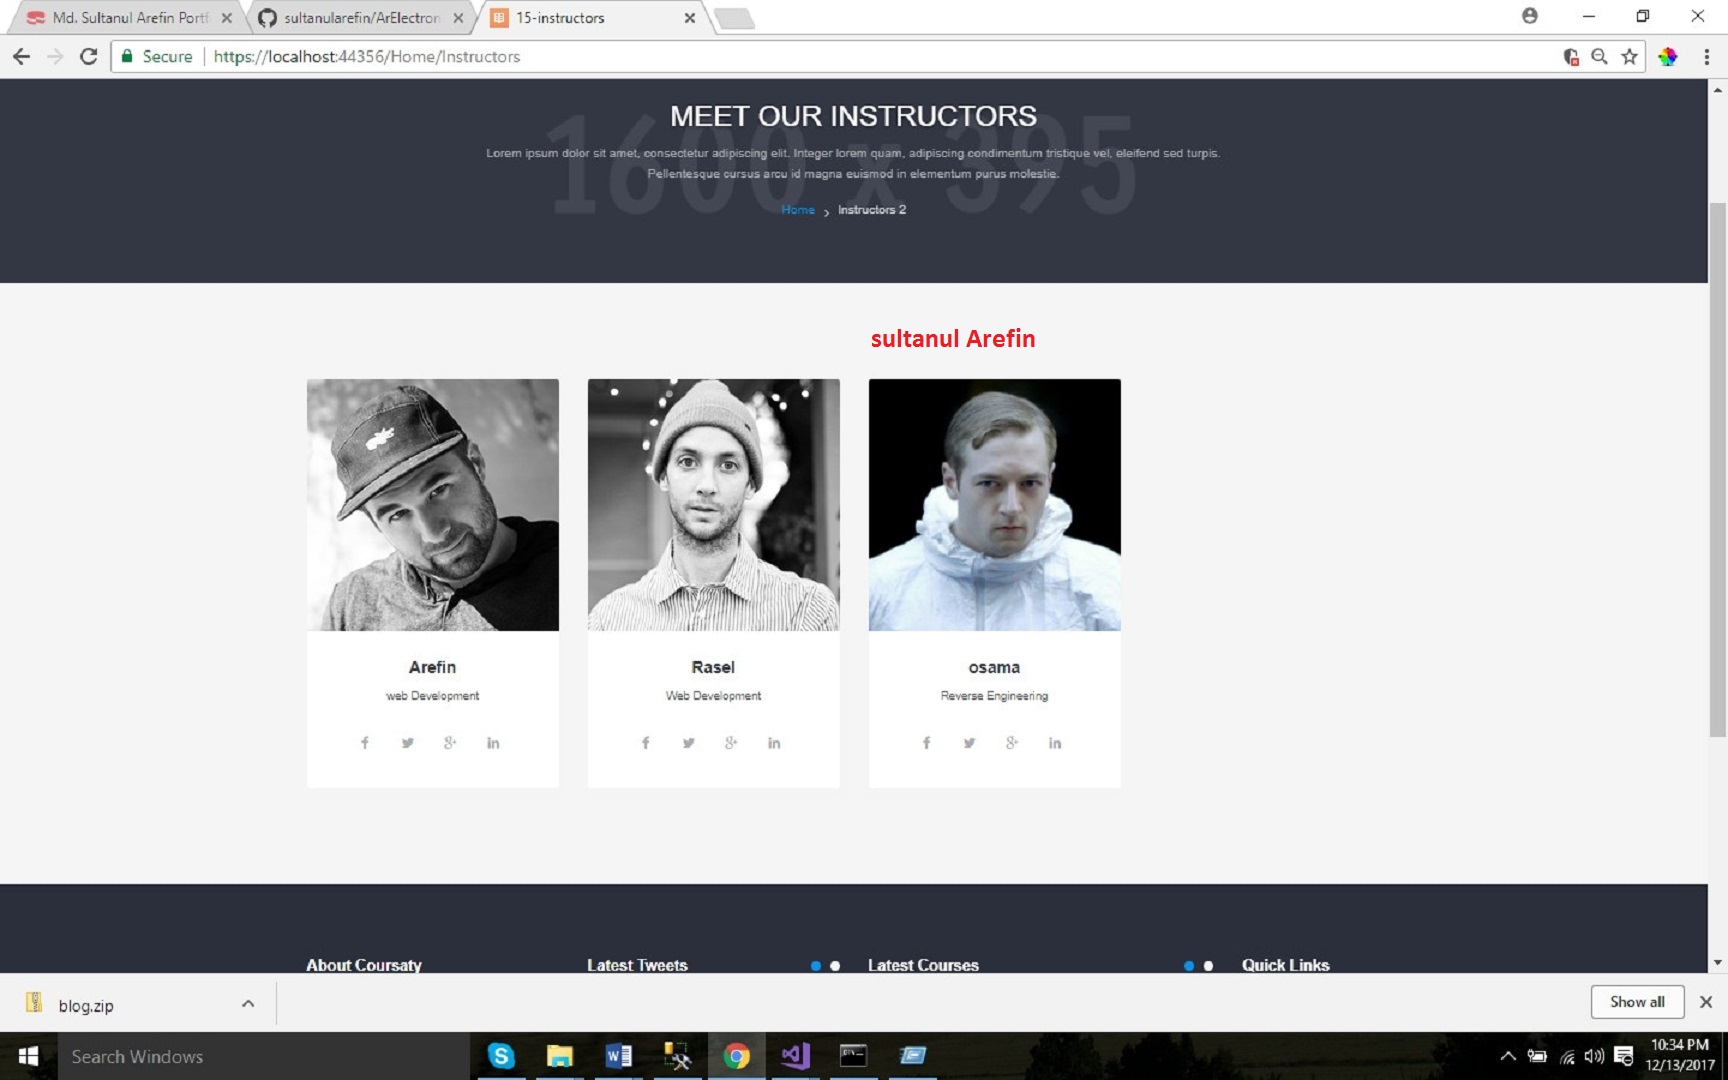 Md. Sultanul Arefin Portf
sultanularefin/ArElectron
15-instructors
Secure
https://localhost:44356/Home/Instructors
MEET OUR INSTRUCTORS
1600 x 395
Lorem ipsum dolor sit amet, consectetur adipiscing elit. Integer lorem quam, adipiscing condimentum tristique vel, eleifend sed turpis.
Pellentesque cursus arcu id magna euismod in elementum purus molestie.
Home > Instructors 2
sultanul Arefin
Arefin
web Development
Rasel
Web Development
osama
Reverse Engineering
About Coursaty
Latest Tweets
Latest Courses
Quick Links
blog.zip
Show all
Search Windows
10:34 PM
12/13/2017